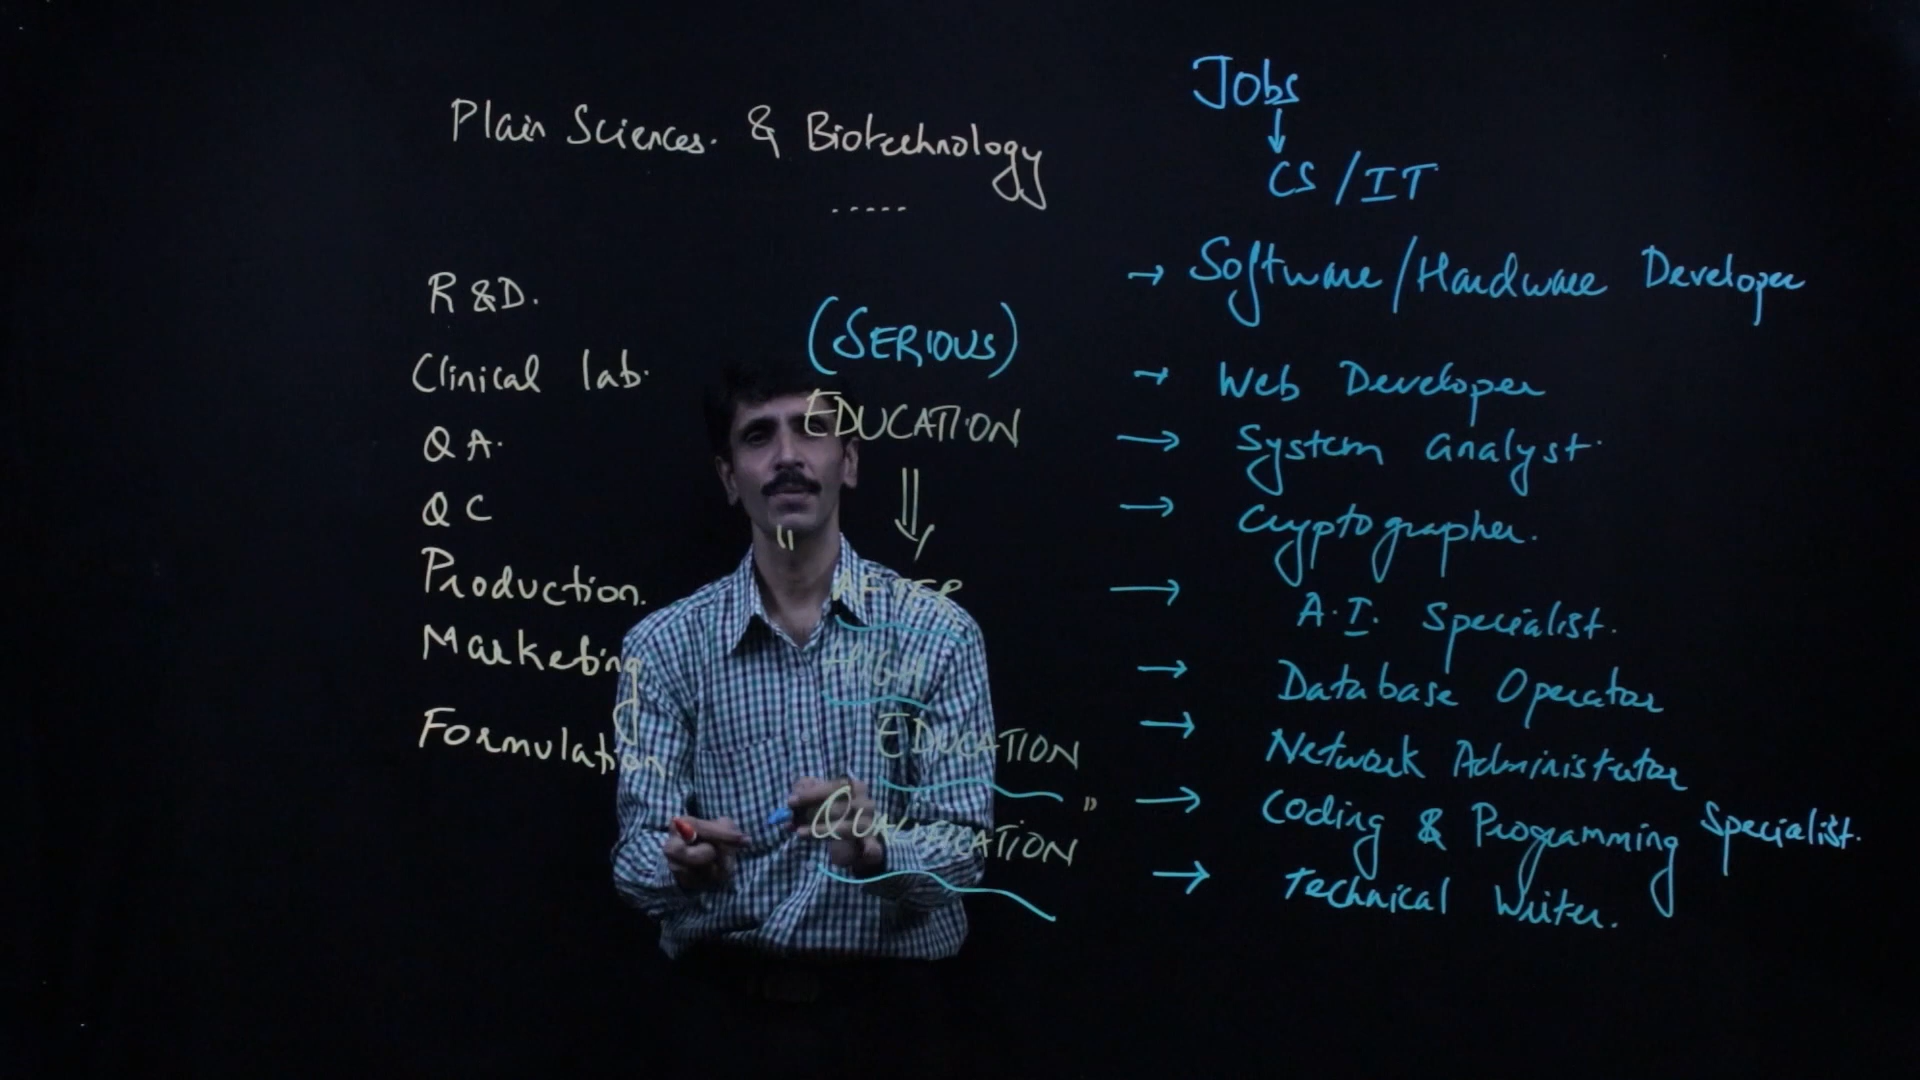 Plain Sciences. & Biotechnology
.....
R &D.
Clinical lab.
Q A.
Q C
Production.
Marketing
Formulation.
(SERIOUS)
EDUCATION
"AFTER
HIGH
EDUCATION"
QUALIFICATION
Jobs
CS/IT
→ Software/Hardware Developer
→ Web Developer
→ System analyst.
→ Cryptographer.
→ A.I. Specialist.
→ Database Operator
→ Network Administrator
→ Coding & Programming Specialist.
→ Technical Writer.